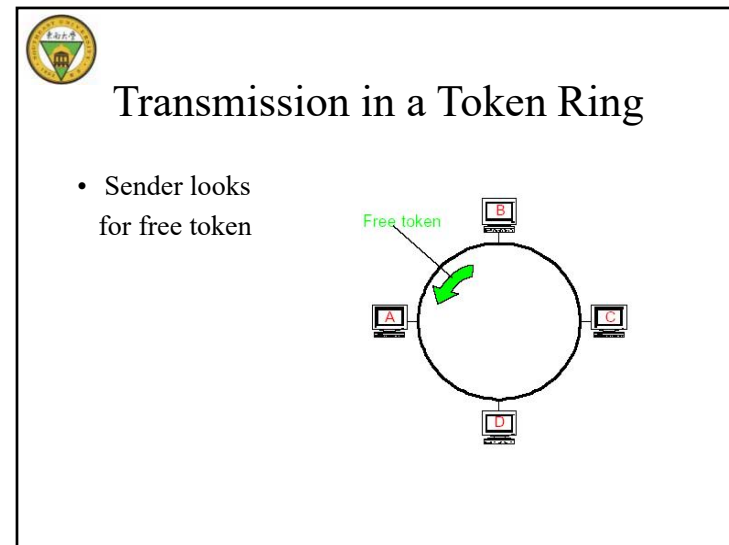 Transmission in a Token Ring
• Sender looks
for free token
Free token
B
A
C
D